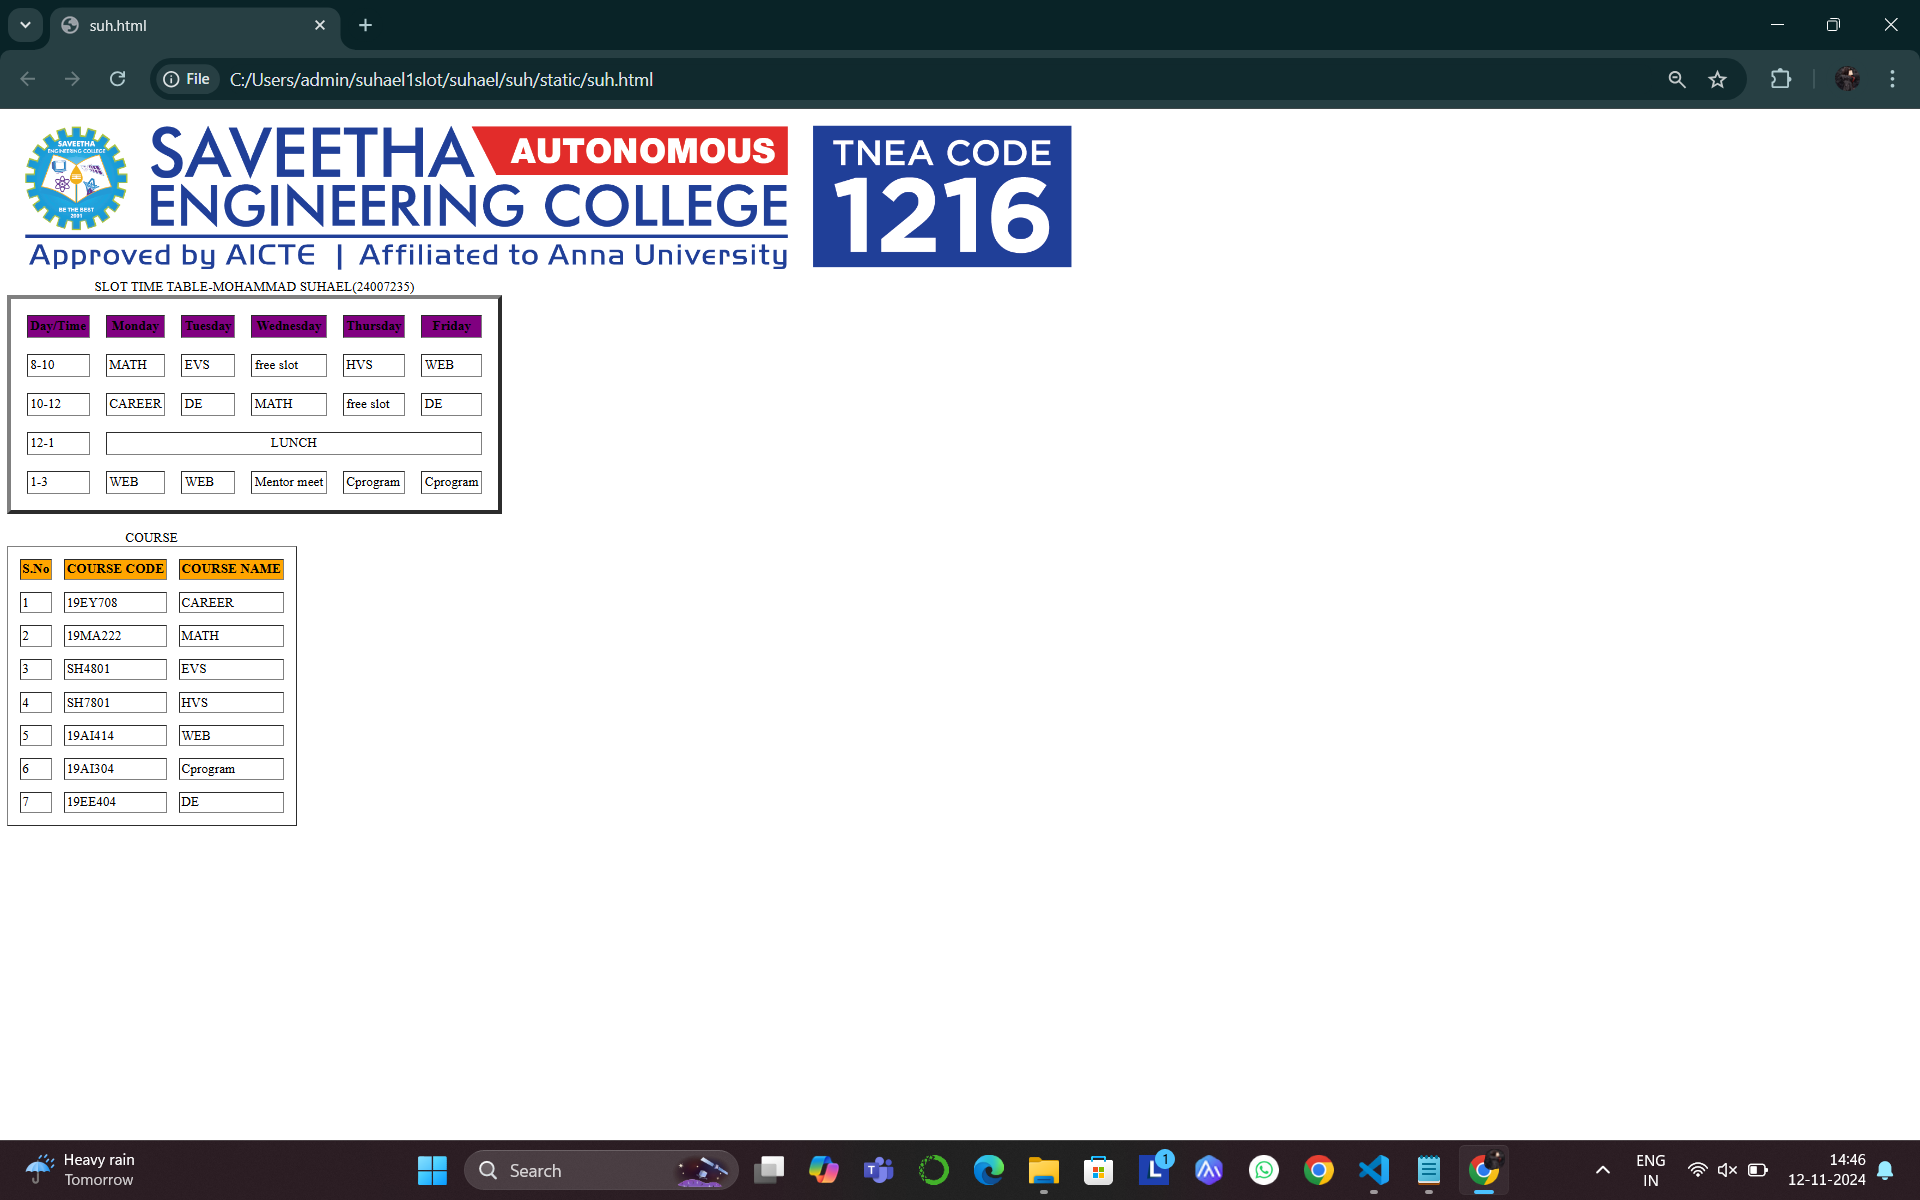 suh.html
File C:/Users/admin/suhael1slot/suhael/suh/static/suh.html
SAVEETHA
ENGINEERING COLLEGE
BE THE BEST
2001
SAVEETHA AUTONOMOUS
ENGINEERING COLLEGE
Approved by AICTE | Affiliated to Anna University
TNEA CODE
1216
SLOT TIME TABLE-MOHAMMAD SUHAEL(24007235)
Day/Time Monday Tuesday Wednesday Thursday Friday
8-10 MATH EVS free slot HVS WEB
10-12 CAREER DE MATH free slot DE
12-1 LUNCH
1-3 WEB WEB Mentor meet Cprogram Cprogram
COURSE
S.No COURSE CODE COURSE NAME
1 19EY708 CAREER
2 19MA222 MATH
3 SH4801 EVS
4 SH7801 HVS
5 19AI414 WEB
6 19AI304 Cprogram
7 19EE404 DE
Heavy rain
Tomorrow
Search
1
ENG
IN
14:46
12-11-2024